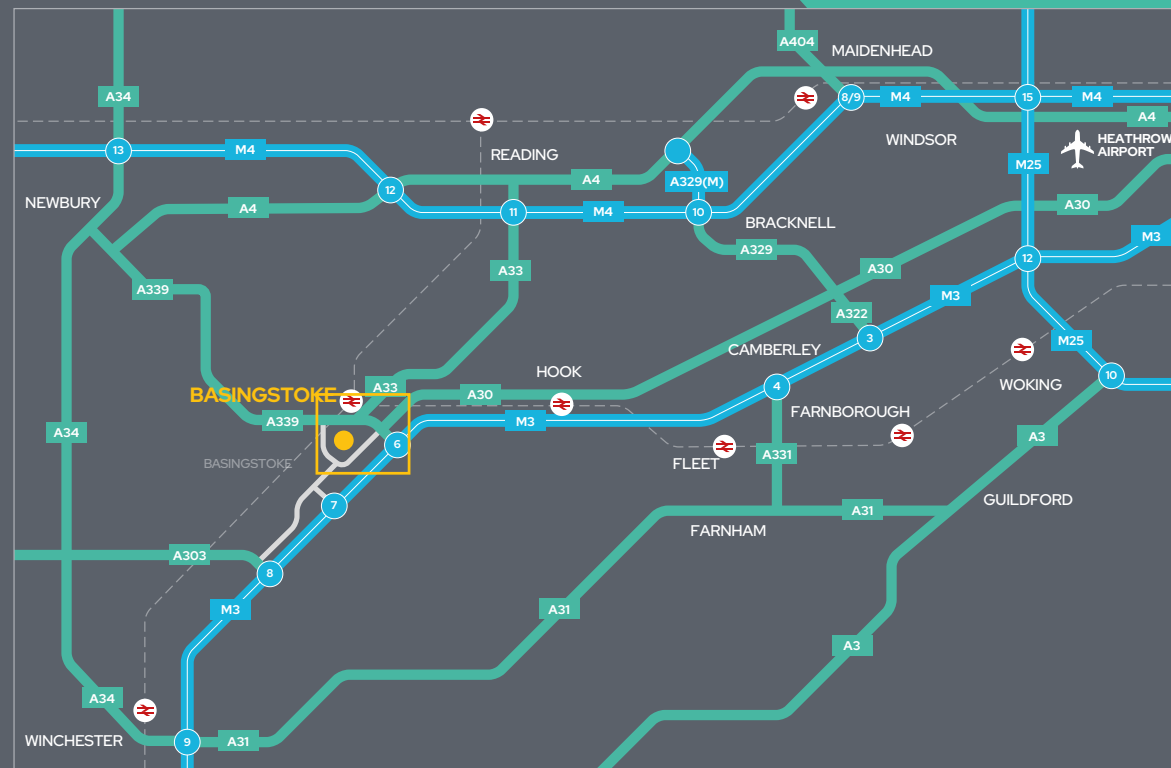 A404
MAIDENHEAD
A34
8/9
M4
15
M4
A4
13
M4
READING
WINDSOR
HEATHROW
AIRPORT
M25
12
A4
A329(M)
NEWBURY
A4
11
M4
10
BRACKNELL
A30
M3
A329
12
A33
A30
A339
M3
A322
3
M25
CAMBERLEY
HOOK
WOKING
10
4
BASINGSTOKE
A33
A30
FARNBOROUGH
A339
M3
A34
A3
6
BASINGSTOKE
FLEET
A331
7
GUILDFORD
A31
FARNHAM
A303
8
M3
A31
A3
A34
WINCHESTER
9
A31